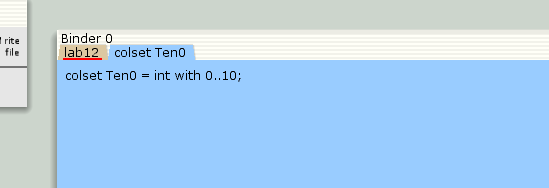 Binder 0
rite
file
lab12 colset Ten0
colset Ten0 = int with 0..10;